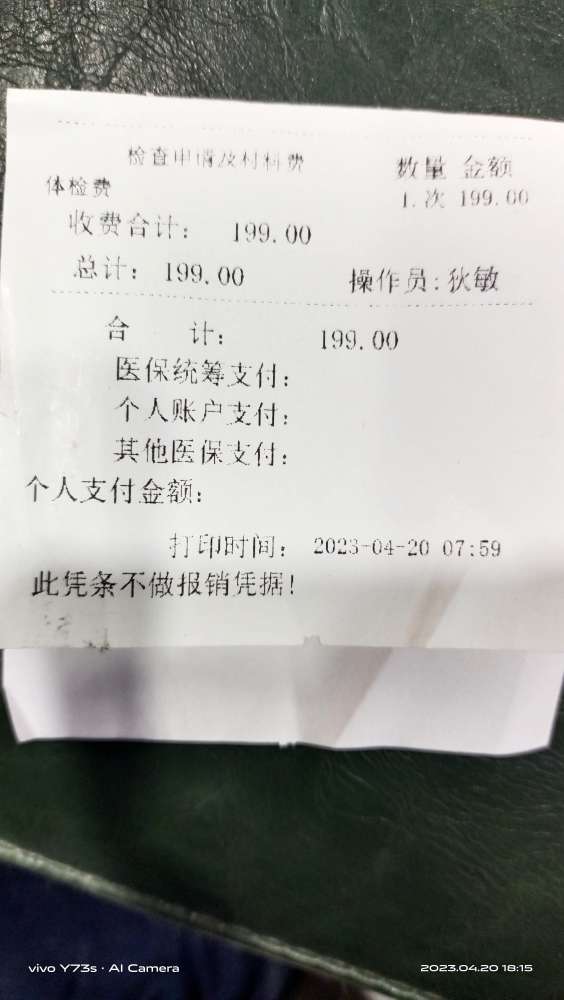 检查申请及材料费 数量 金额
体检费 1.次 199.00
收费合计： 199.00
总计： 199.00 操作员:狄敏
合 计： 199.00
医保统筹支付：
个人账户支付：
其他医保支付：
个人支付金额：
打印时间： 2023-04-20 07:59
此凭条不做报销凭据！
vivo Y73s · AI Camera 2023.04.20 18:15